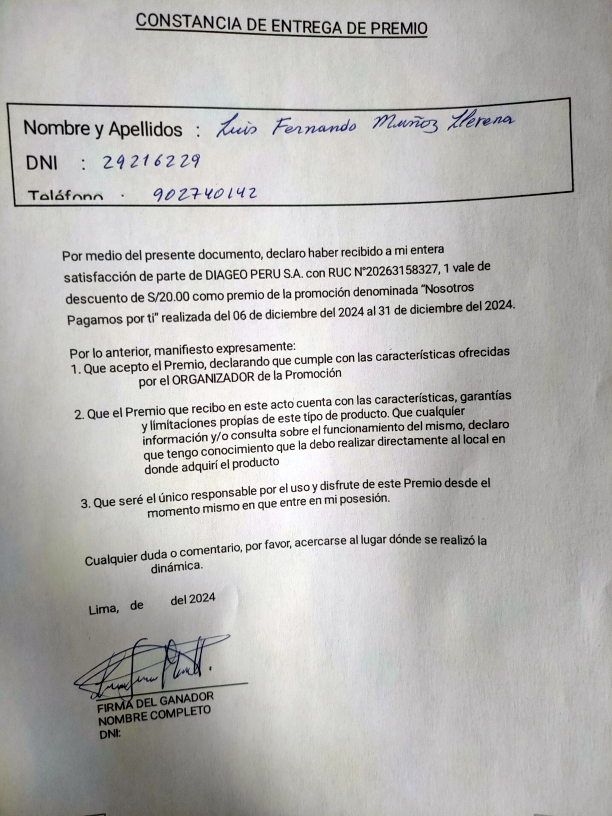 CONSTANCIA DE ENTREGA DE PREMIO
Nombre y Apellidos : Luis Fernando Muñoz Llerena
DNI : 29216229
Teléfono : 902740142
Por medio del presente documento, declaro haber recibido a mi entera
satisfacción de parte de DIAGEO PERU S.A. con RUC N°20263158327, 1 vale de
descuento de S/20.00 como premio de la promoción denominada "Nosotros
Pagamos por ti" realizada del 06 de diciembre del 2024 al 31 de diciembre del 2024.
Por lo anterior, manifiesto expresamente:
1. Que acepto el Premio, declarando que cumple con las características ofrecidas
por el ORGANIZADOR de la Promoción
2. Que el Premio que recibo en este acto cuenta con las características, garantías
y limitaciones propias de este tipo de producto. Que cualquier
información y/o consulta sobre el funcionamiento del mismo, declaro
que tengo conocimiento que la debo realizar directamente al local en
donde adquirí el producto
3. Que seré el único responsable por el uso y disfrute de este Premio desde el
momento mismo en que entre en mi posesión.
Cualquier duda o comentario, por favor, acercarse al lugar dónde se realizó la
dinámica.
Lima, de del 2024
FIRMA DEL GANADOR
NOMBRE COMPLETO
DNI: